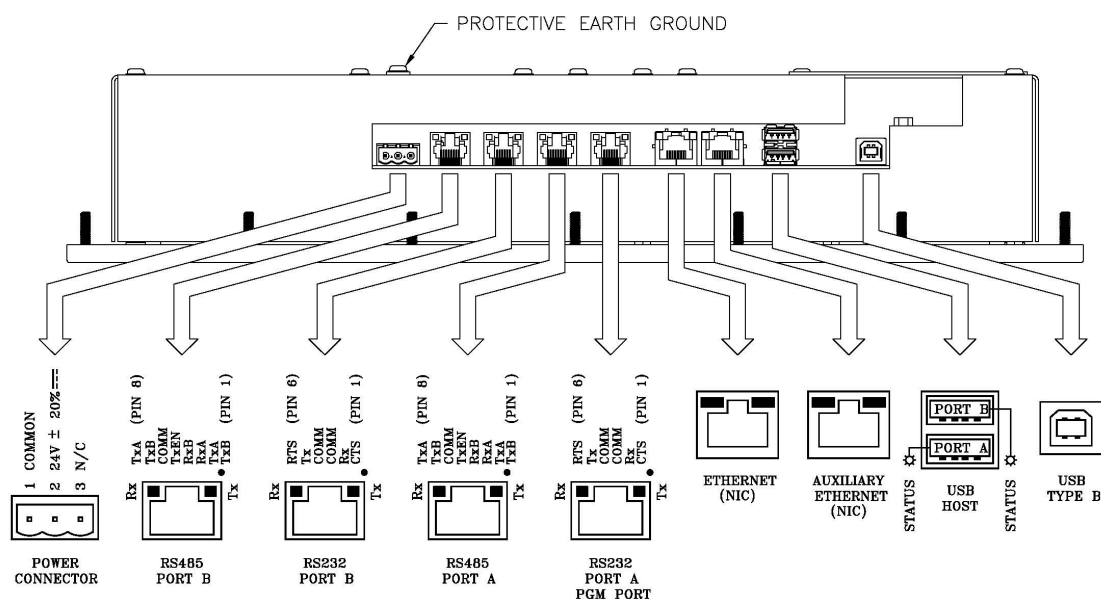 PROTECTIVE EARTH GROUND
1 COMMON
2 24V ± 20%
3 N/C
POWER
CONNECTOR
TxA (PIN 8)
TxB
COMM
TxEN
RxB
RxA
TxA
TxB (PIN 1)
Rx
Tx
RS485
PORT B
RTS (PIN 6)
Tx
COMM
COMM
Rx
CTS (PIN 1)
Rx
Tx
RS232
PORT B
TxA (PIN 8)
TxB
COMM
TxEN
RxB
RxA
TxA
TxB (PIN 1)
Rx
Tx
RS485
PORT A
RTS (PIN 6)
Tx
COMM
COMM
Rx
CTS (PIN 1)
Rx
Tx
RS232
PORT A
PGM PORT
ETHERNET
(NIC)
AUXILIARY
ETHERNET
(NIC)
PORT B
PORT A
STATUS
STATUS
USB
HOST
USB
TYPE B